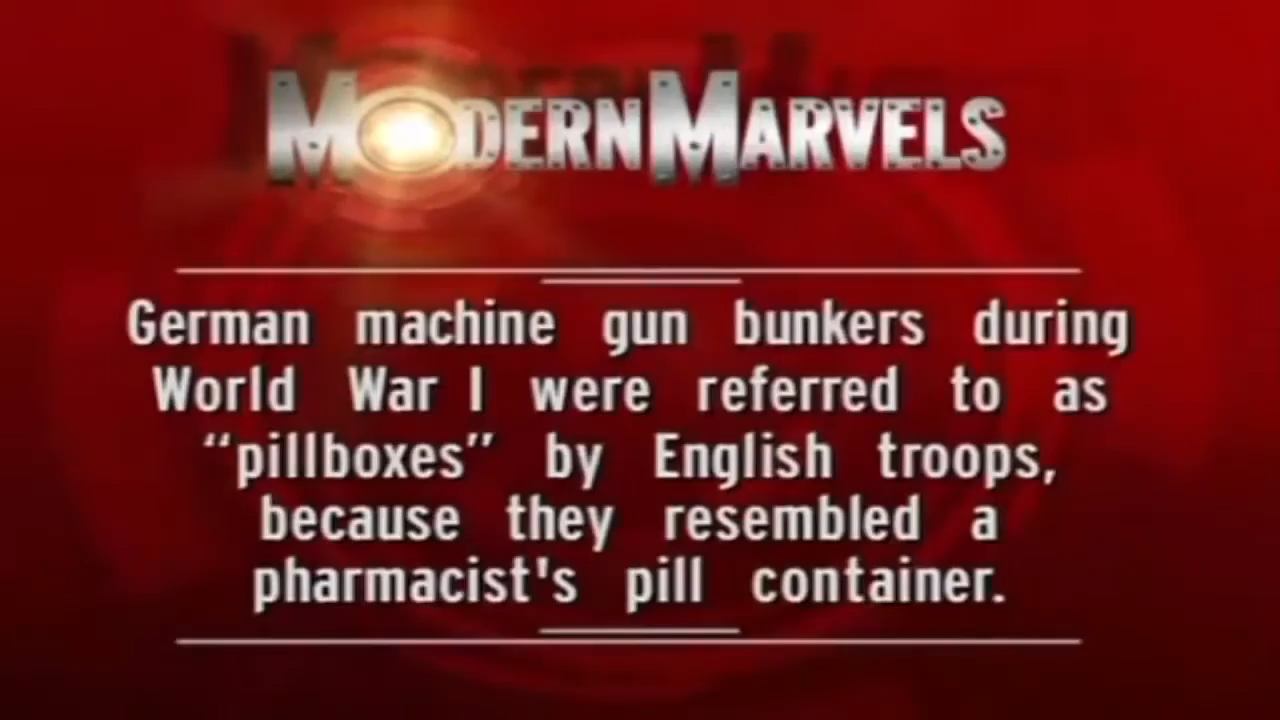 MODERN MARVELS
German machine gun bunkers during
World War I were referred to as
“pillboxes” by English troops,
because they resembled a
pharmacist's pill container.